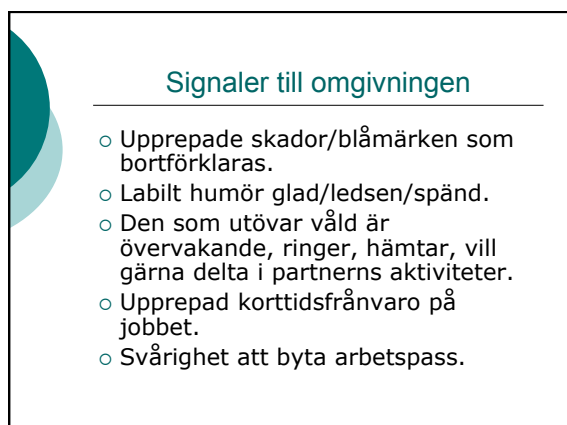 Signaler till omgivningen
○ Upprepade skador/blåmärken som
bortförklaras.
○ Labilt humör glad/ledsen/spänd.
○ Den som utövar våld är
övervakande, ringer, hämtar, vill
gärna delta i partnerns aktiviteter.
○ Upprepad korttidsfrånvaro på
jobbet.
○ Svårighet att byta arbetspass.